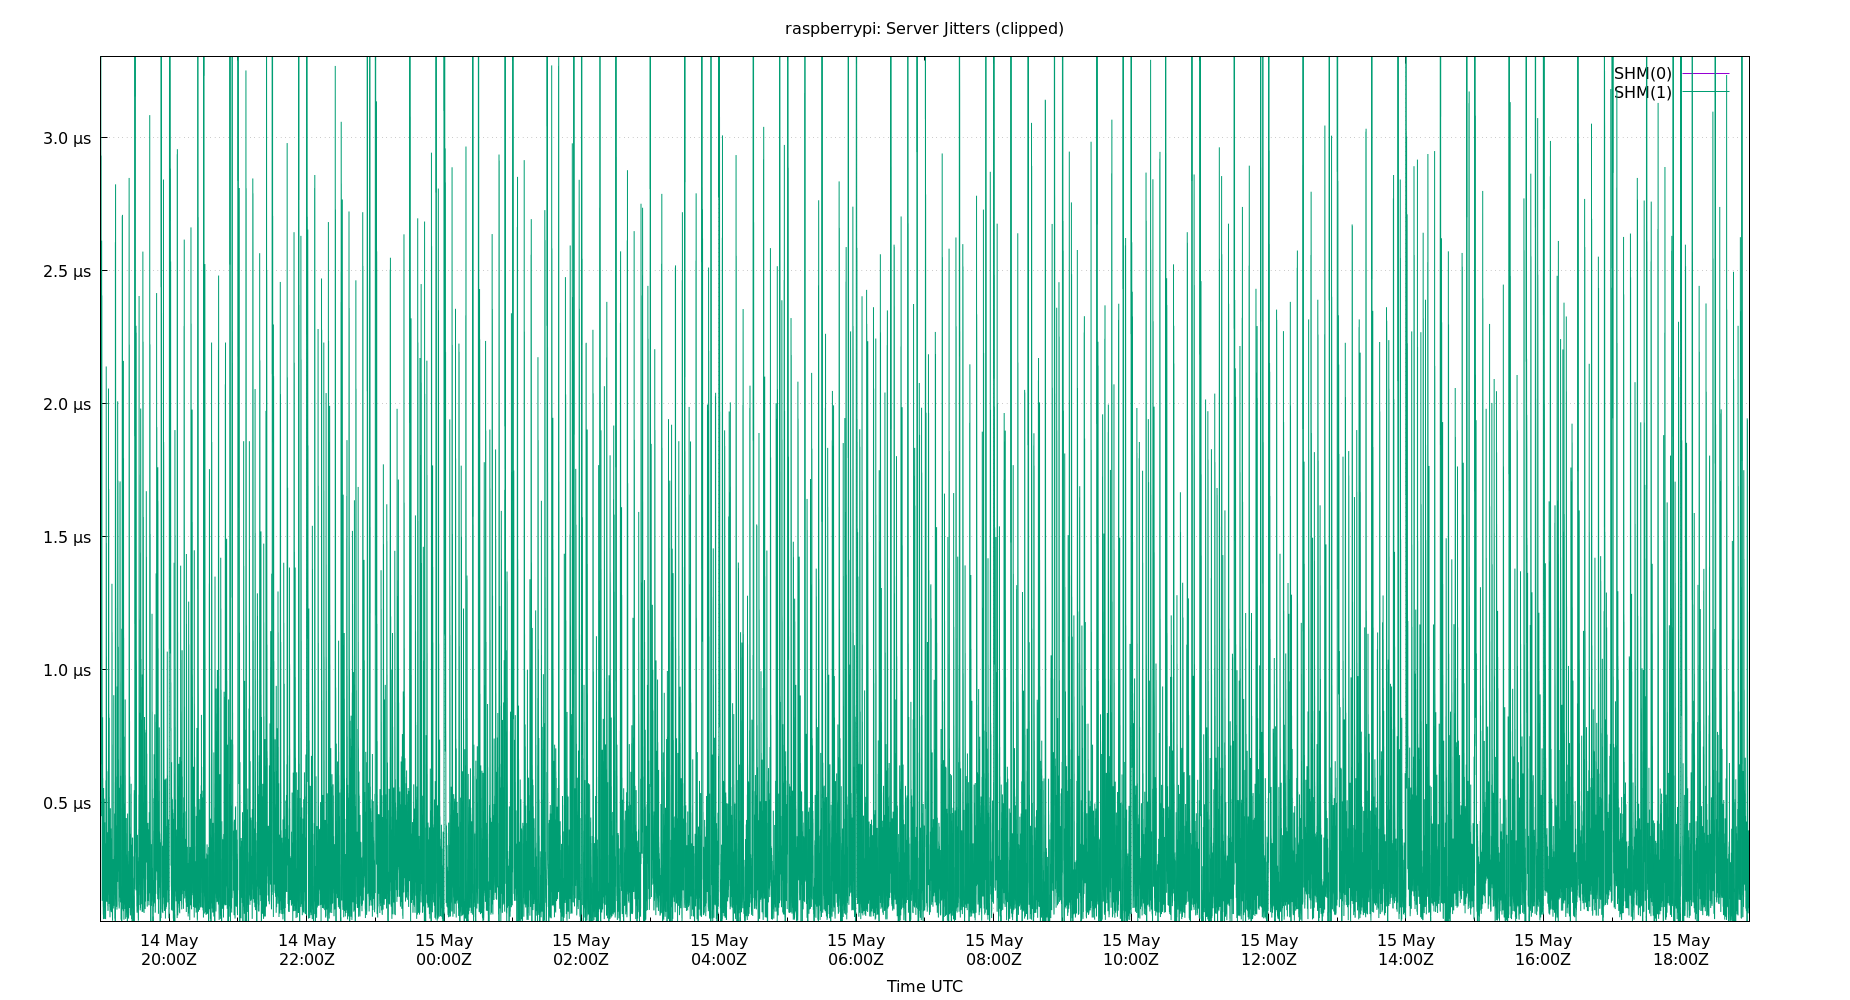 raspberrypi: Server Jitters (clipped)
SHM(0)
SHM(1)
3.0 µs
2.5 µs
2.0 µs
1.5 µs
1.0 µs
0.5 µs
14 May 14 May 15 May 15 May 15 May 15 May 15 May 15 May 15 May 15 May 15 May 15 May
20:00Z 22:00Z 00:00Z 02:00Z 04:00Z 06:00Z 08:00Z 10:00Z 12:00Z 14:00Z 16:00Z 18:00Z
Time UTC